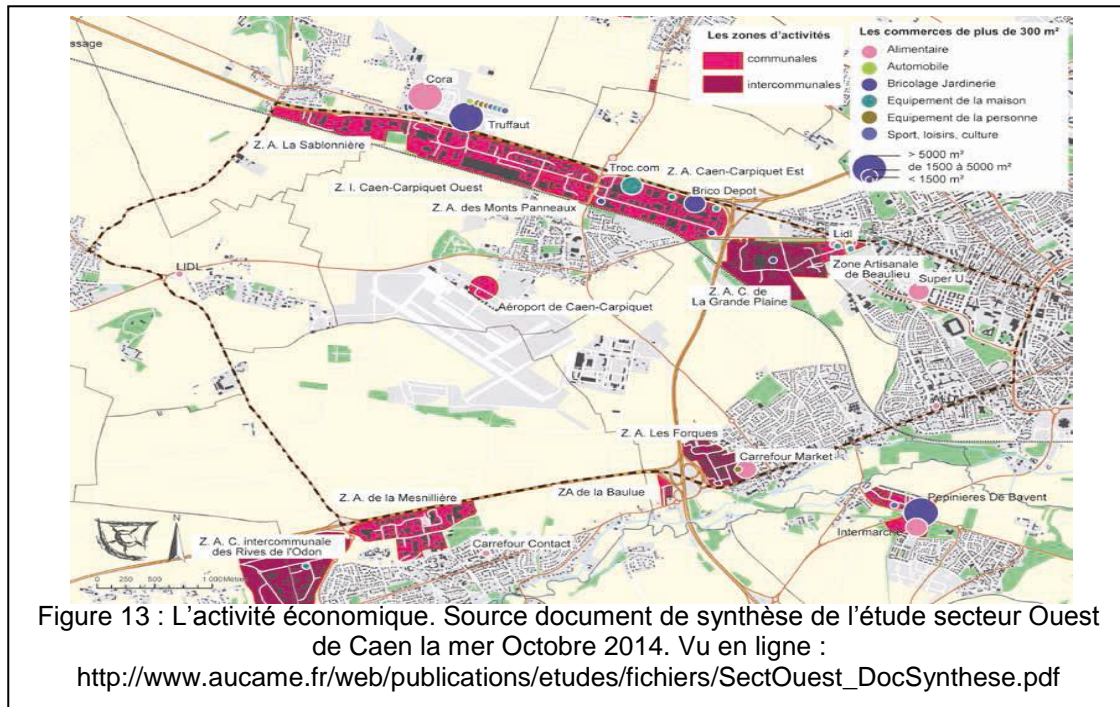 Les zones d'activités
communales
intercommunales
Les commerces de plus de 300 m²
Alimentaire
Automobile
Bricolage Jardinerie
Equipement de la maison
Equipement de la personne
Sport, loisirs, culture
> 5000 m²
de 1500 à 5000 m²
< 1500 m²
ssage
Cora
Truffaut
Z. A. La Sablonnière
Troc.com
Z. A. Caen-Carpiquet Est
Z. I. Caen-Carpiquet Ouest
Brico Depot
Z. A. des Monts Panneaux
Lidl
LIDL
Zone Artisanale
de Beaulieu
Super U
Z. A. C. de
La Grande Plaine
Aéroport de Caen-Carpiquet
Z. A. Les Forques
Carrefour Market
Z. A. de la Mesnillière
ZA de la Baulue
Pepinieres De Bavent
Intermarché
Z. A. C. intercommunale
des Rives de l'Odon
Carrefour Contact
N
0 250 500 1 000 Mètres
Figure 13 : L'activité économique. Source document de synthèse de l'étude secteur Ouest
de Caen la mer Octobre 2014. Vu en ligne :
http://www.aucame.fr/web/publications/etudes/fichiers/SectOuest_DocSynthese.pdf